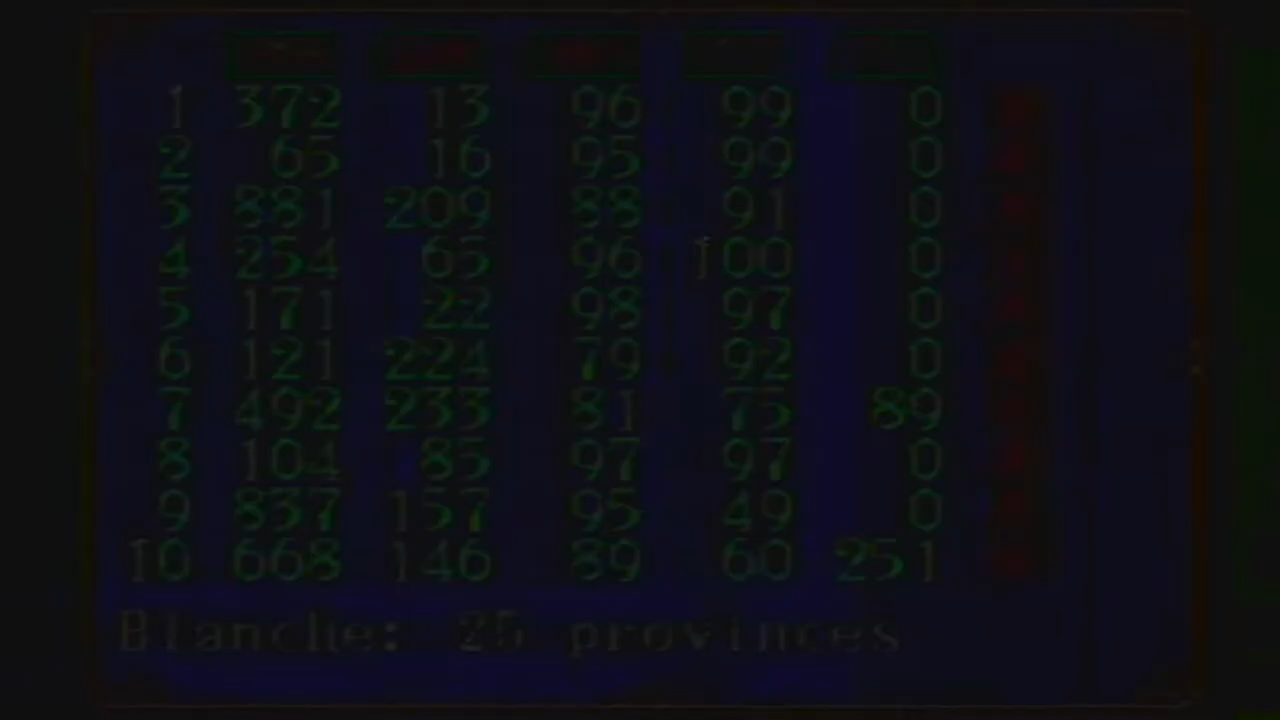 1 372 13 96 99 0
2 65 16 95 99 0
3 881 209 88 91 0
4 254 65 96 100 0
5 171 22 98 97 0
6 121 224 79 92 0
7 492 233 81 75 89
8 104 85 97 97 0
9 837 157 95 49 0
10 668 146 89 60 251
Blanche: 25 provinces